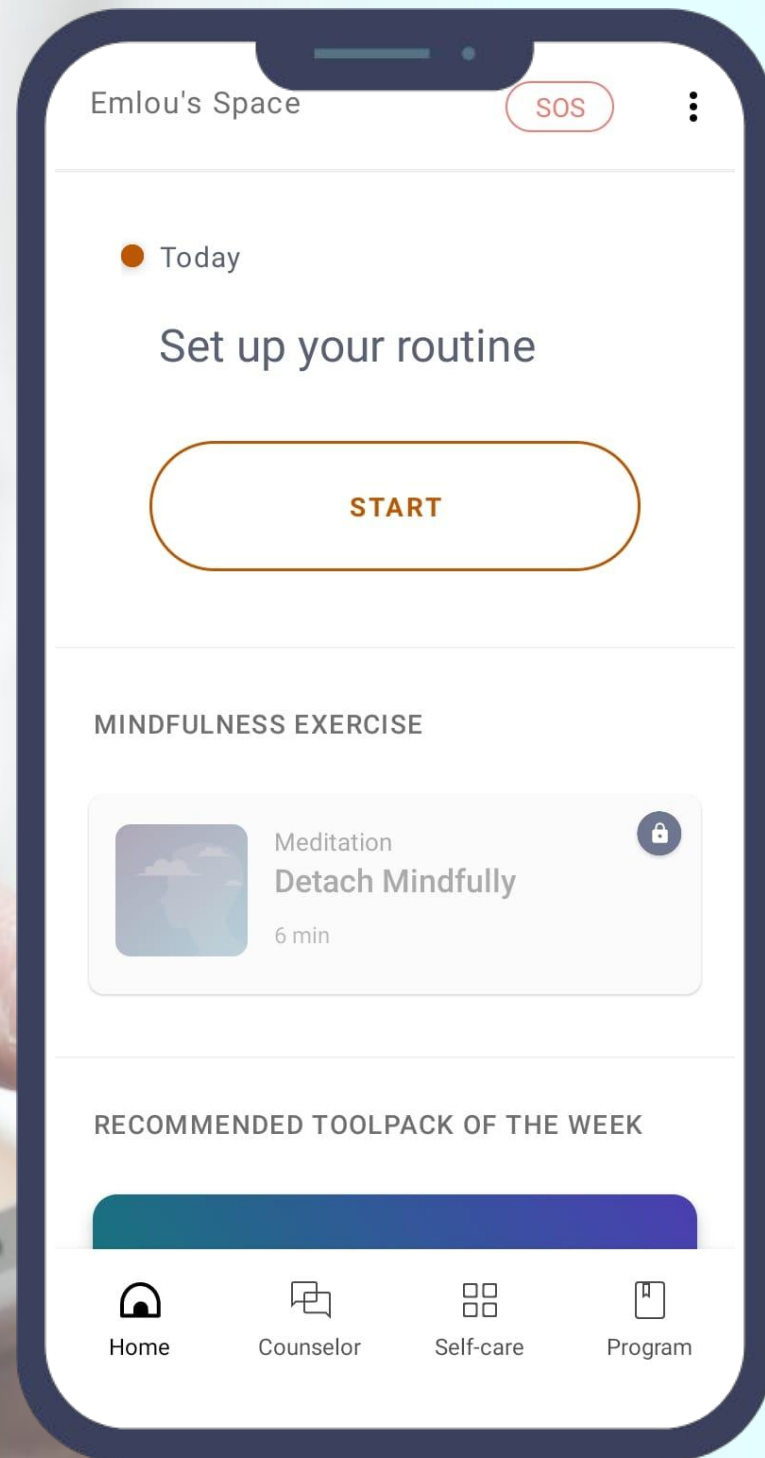 Emlou's Space
SOS
Today
Set up your routine
START
MINDFULNESS EXERCISE
Meditation
Detach Mindfully
6 min
RECOMMENDED TOOLPACK OF THE WEEK
Home
Counselor
Self-care
Program